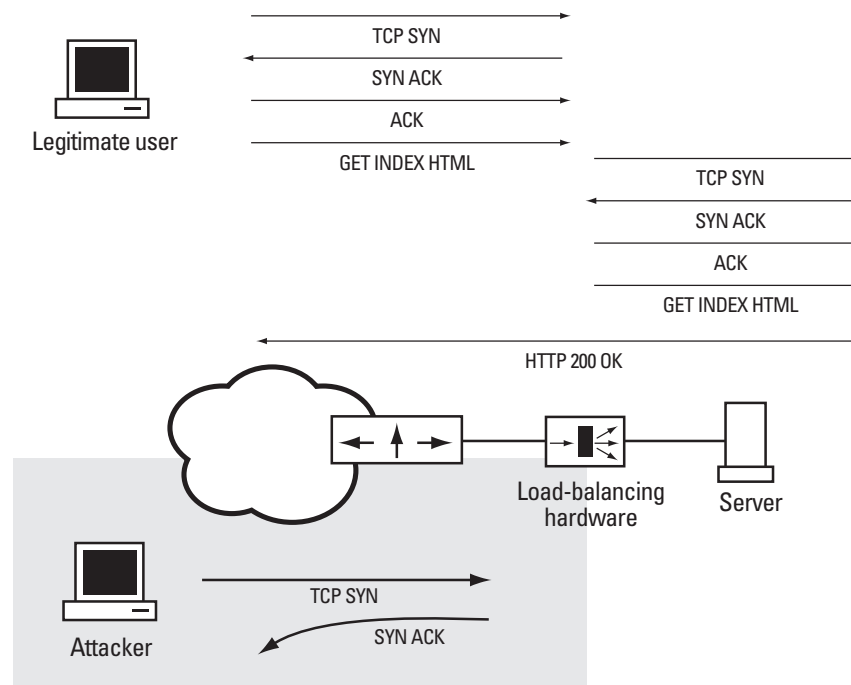 TCP SYN
SYN ACK
ACK
Legitimate user
GET INDEX HTML
TCP SYN
SYN ACK
ACK
GET INDEX HTML
HTTP 200 OK
Load-balancing
hardware
Server
TCP SYN
SYN ACK
Attacker